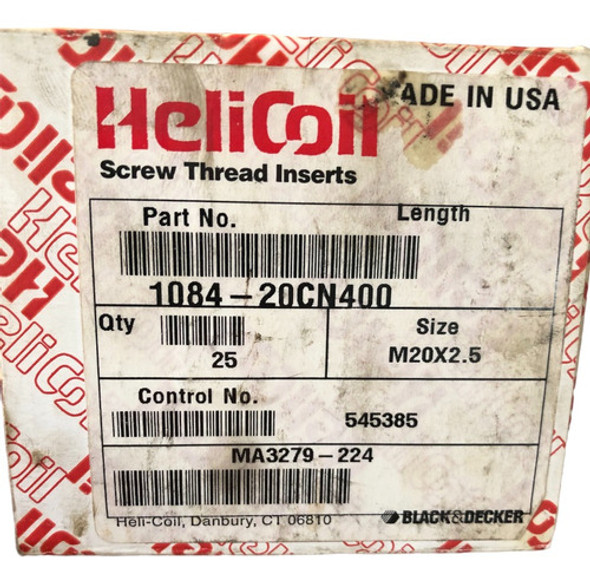 HeliCoil
ADE IN USA
Screw Thread Inserts
Part No.
Length
1084-20CN400
Qty
25
Size
M20X2.5
Control No.
545385
MA3279-224
Heli-Coil, Danbury, CT 06810
BLACK&DECKER